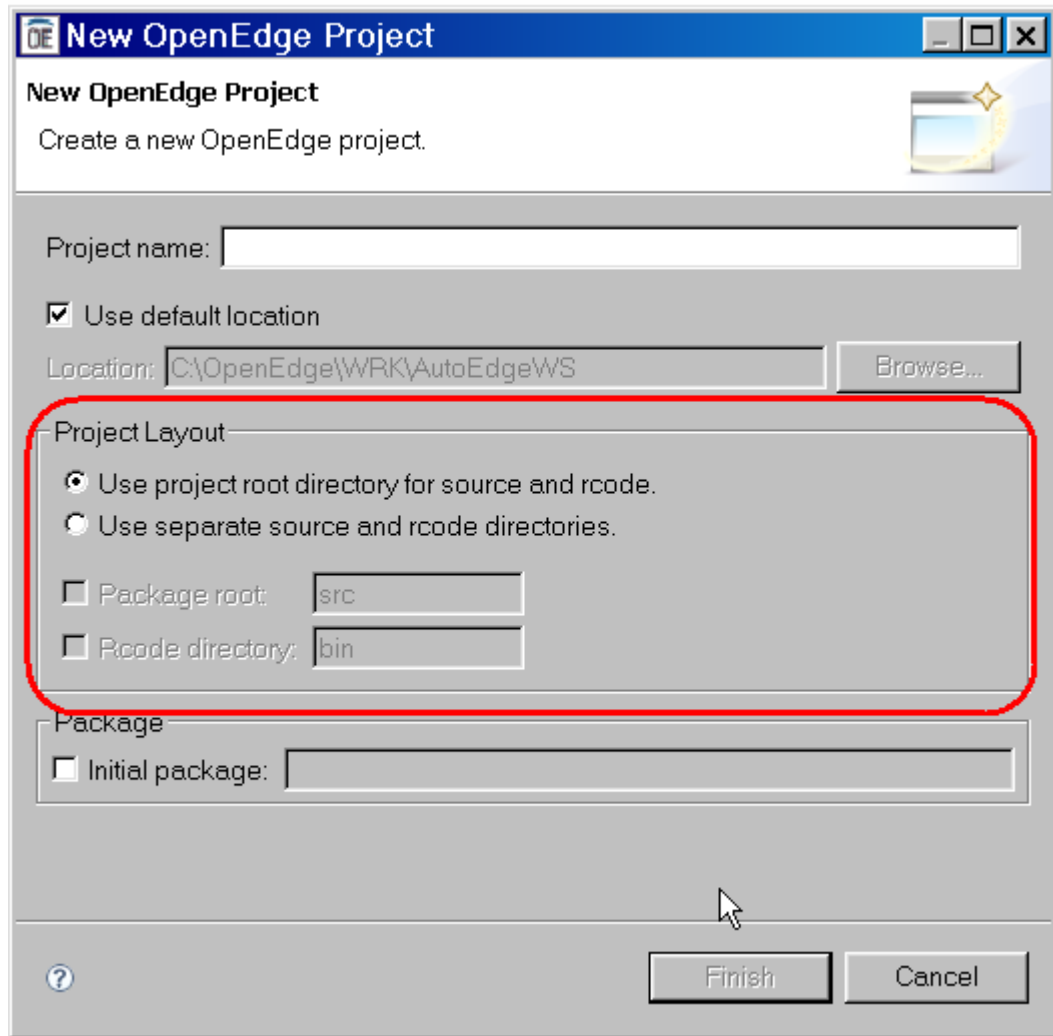 OE New OpenEdge Project
New OpenEdge Project
Create a new OpenEdge project.
Project name:
Use default location
Location: C:\OpenEdge\WRK\AutoEdgeWS Browse...
Project Layout
Use project root directory for source and rcode.
Use separate source and rcode directories.
Package root: src
Rcode directory: bin
Package
Initial package:
? Finish Cancel